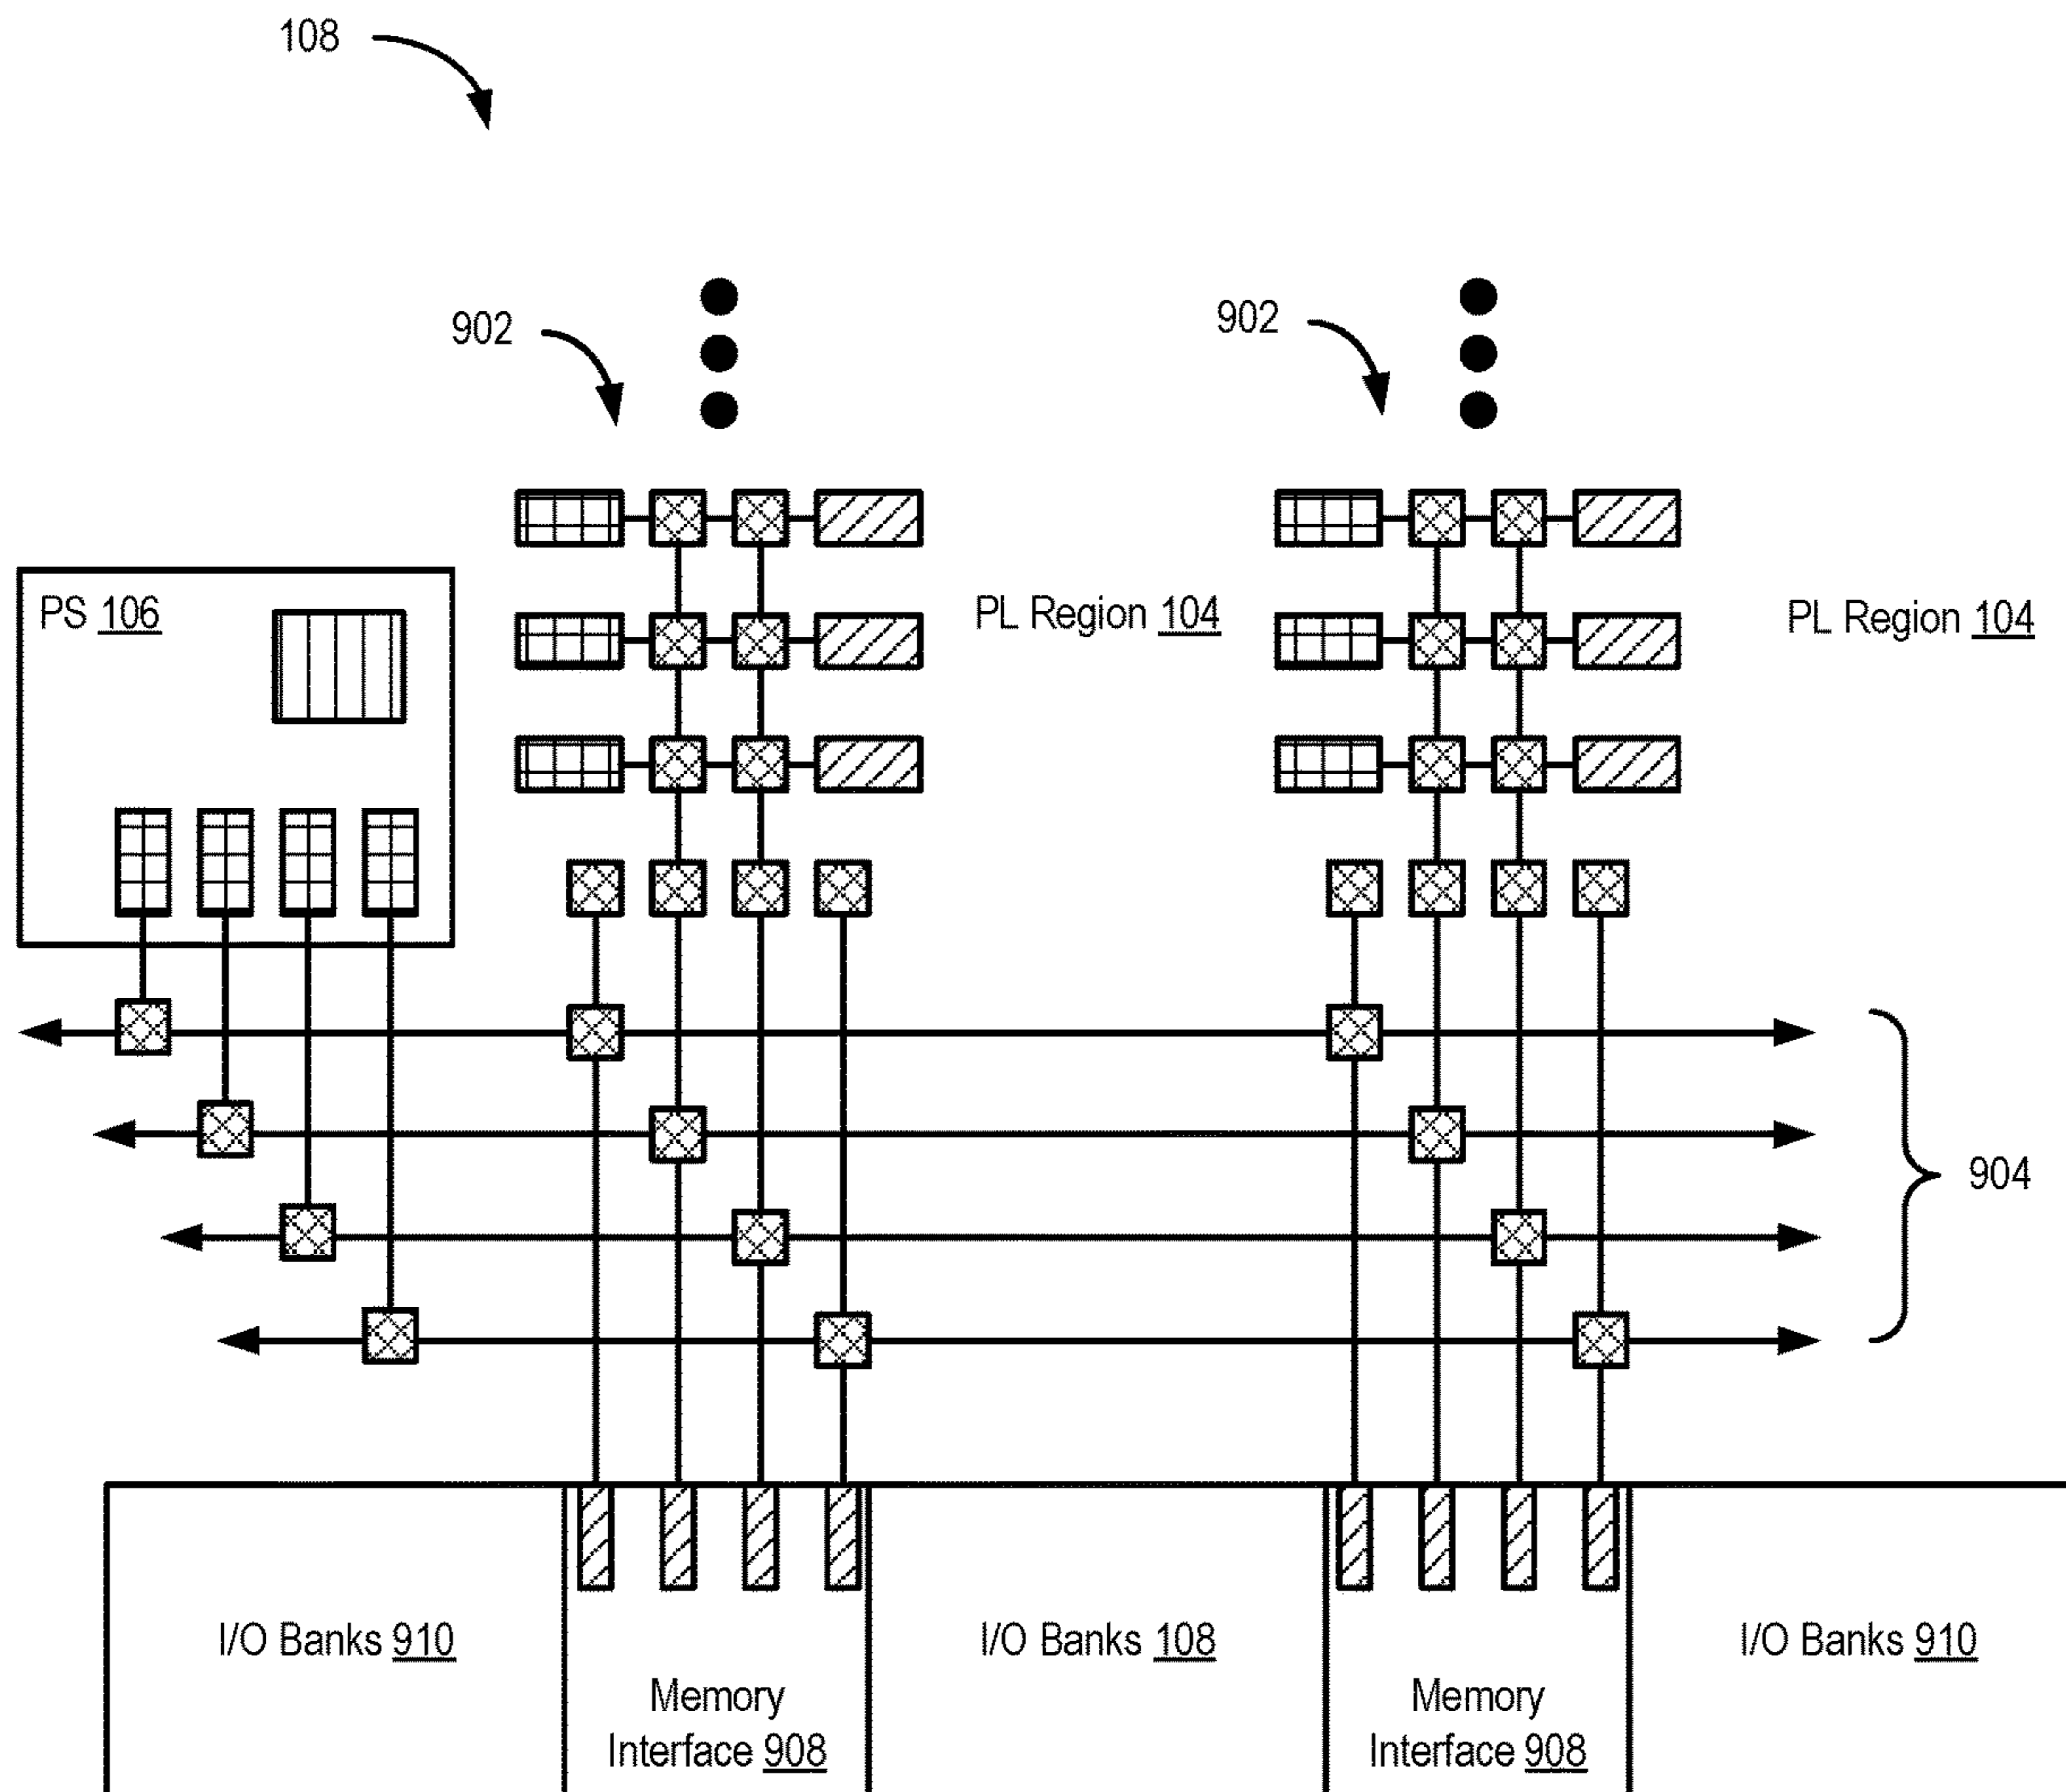 108
902
902
PS 106
PL Region 104
PL Region 104
904
I/O Banks 910
Memory
Interface 908
I/O Banks 108
Memory
Interface 908
I/O Banks 910